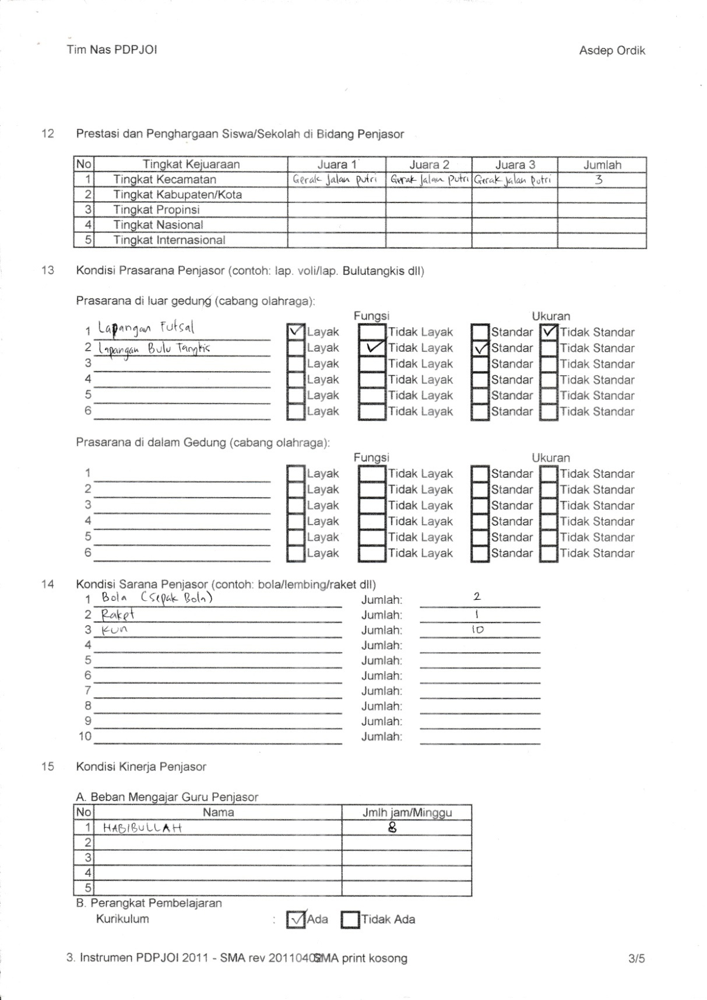 Tim Nas PDPJOI Asdep Ordik
12 Prestasi dan Penghargaan Siswa/Sekolah di Bidang Penjasor
No Tingkat Kejuaraan Juara 1 Juara 2 Juara 3 Jumlah
1 Tingkat Kecamatan Gerak Jalan Putri Gerak Jalan Putri Gerak Jalan Putri 3
2 Tingkat Kabupaten/Kota
3 Tingkat Propinsi
4 Tingkat Nasional
5 Tingkat Internasional
13 Kondisi Prasarana Penjasor (contoh: lap. voli/lap. Bulutangkis dll)
Prasarana di luar gedung (cabang olahraga):
Fungsi Ukuran
1 Lapangan Futsal Layak Tidak Layak Standar Tidak Standar
2 Lapangan Bulu Tangkis Layak Tidak Layak Standar Tidak Standar
3 Layak Tidak Layak Standar Tidak Standar
4 Layak Tidak Layak Standar Tidak Standar
5 Layak Tidak Layak Standar Tidak Standar
6 Layak Tidak Layak Standar Tidak Standar
Prasarana di dalam Gedung (cabang olahraga):
Fungsi Ukuran
1 Layak Tidak Layak Standar Tidak Standar
2 Layak Tidak Layak Standar Tidak Standar
3 Layak Tidak Layak Standar Tidak Standar
4 Layak Tidak Layak Standar Tidak Standar
5 Layak Tidak Layak Standar Tidak Standar
6 Layak Tidak Layak Standar Tidak Standar
14 Kondisi Sarana Penjasor (contoh: bola/lembing/raket dll)
1 Bola (Sepak Bola) Jumlah: 2
2 Raket Jumlah: 1
3 Kun Jumlah: 10
4 Jumlah:
5 Jumlah:
6 Jumlah:
7 Jumlah:
8 Jumlah:
9 Jumlah:
10 Jumlah:
15 Kondisi Kinerja Penjasor
A. Beban Mengajar Guru Penjasor
No Nama Jmlh jam/Minggu
1 HABIBULLAH 8
2
3
4
5
B. Perangkat Pembelajaran
Kurikulum : Ada Tidak Ada
3. Instrumen PDPJOI 2011 - SMA rev 20110402 SMA print kosong 3/5